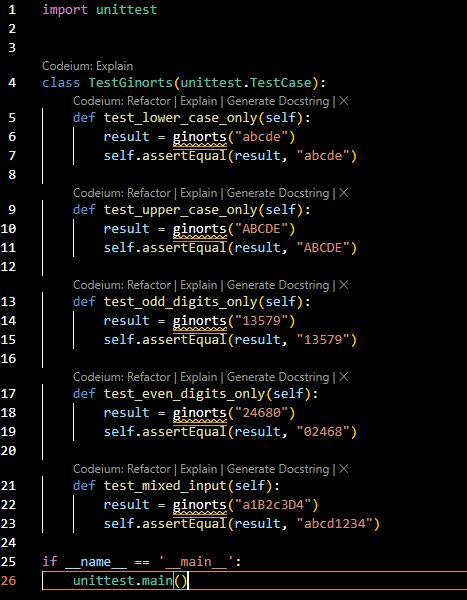 1 import unittest
2
3
Codeium: Explain
4 class TestGinorts(unittest.TestCase):
Codeium: Refactor | Explain | Generate Docstring | X
5     def test_lower_case_only(self):
6         result = ginorts("abcde")
7         self.assertEqual(result, "abcde")
8
Codeium: Refactor | Explain | Generate Docstring | X
9     def test_upper_case_only(self):
10         result = ginorts("ABCDE")
11         self.assertEqual(result, "ABCDE")
12
Codeium: Refactor | Explain | Generate Docstring | X
13     def test_odd_digits_only(self):
14         result = ginorts("13579")
15         self.assertEqual(result, "13579")
16
Codeium: Refactor | Explain | Generate Docstring | X
17     def test_even_digits_only(self):
18         result = ginorts("24680")
19         self.assertEqual(result, "02468")
20
Codeium: Refactor | Explain | Generate Docstring | X
21     def test_mixed_input(self):
22         result = ginorts("a1B2c3D4")
23         self.assertEqual(result, "abcd1234")
24
25 if __name__ == '__main__':
26     unittest.main()